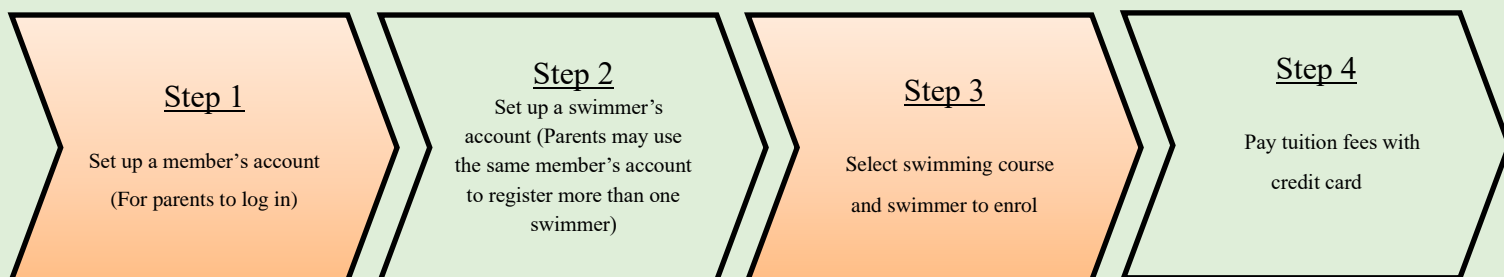 Step 1
Set up a member’s account
(For parents to log in)
Step 2
Set up a swimmer’s
account (Parents may use
the same member’s account
to register more than one
swimmer)
Step 3
Select swimming course
and swimmer to enrol
Step 4
Pay tuition fees with
credit card